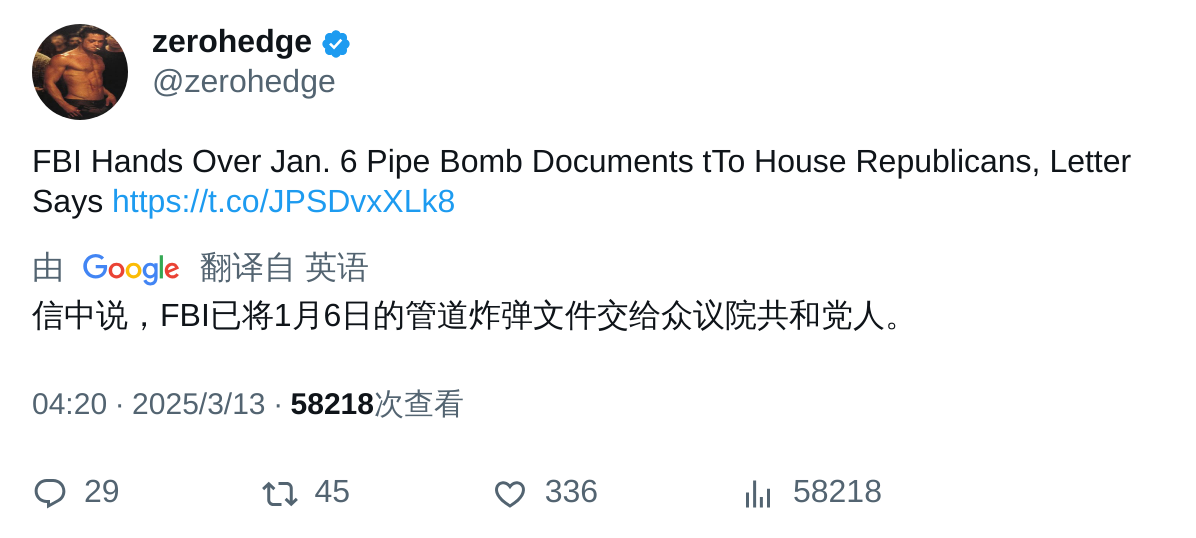 zerohedge
@zerohedge
FBI Hands Over Jan. 6 Pipe Bomb Documents tTo House Republicans, Letter
Says https://t.co/JPSDvxXLk8
由 Google 翻译自 英语
信中说，FBI已将1月6日的管道炸弹文件交给众议院共和党人。
04:20 · 2025/3/13 · 58218次查看
29 45 336 58218